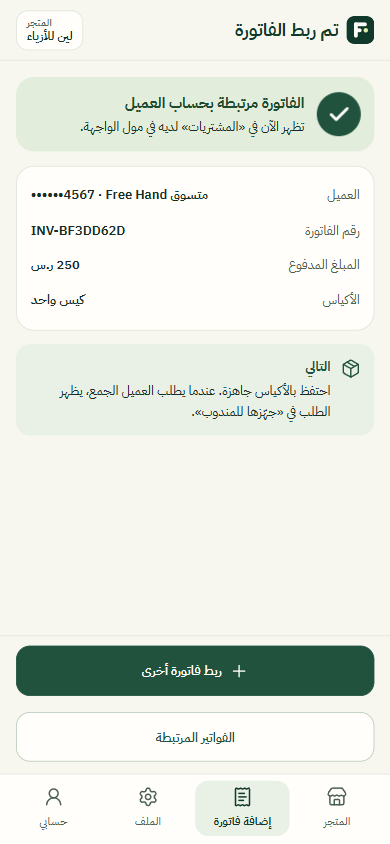 تم ربط الفاتورة
المتجر
لين للأزياء
الفاتورة مرتبطة بحساب العميل
تظهر الآن في «المشتريات» لديه في مول الواجهة.
العميل
متسوق Free Hand · ••••••4567
رقم الفاتورة
INV-BF3DD62D
المبلغ المدفوع
250 ر.س
الأكياس
كيس واحد
التالي
احتفظ بالأكياس جاهزة. عندما يطلب العميل الجمع، يظهر
الطلب في «جهّزها للمندوب».
ربط فاتورة أخرى
الفواتير المرتبطة
المتجر
إضافة فاتورة
الملف
حسابي